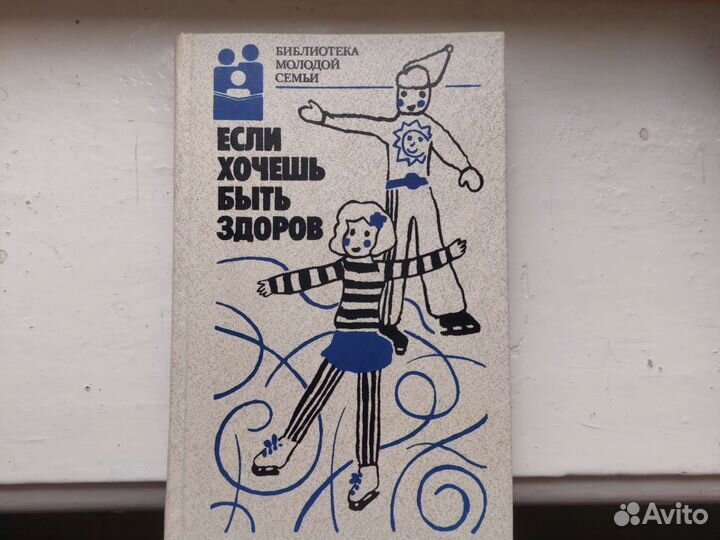 БИБЛИОТЕКА
МОЛОДОЙ
СЕМЬИ
ЕСЛИ
ХОЧЕШЬ
БЫТЬ
ЗДОРОВ
Avito